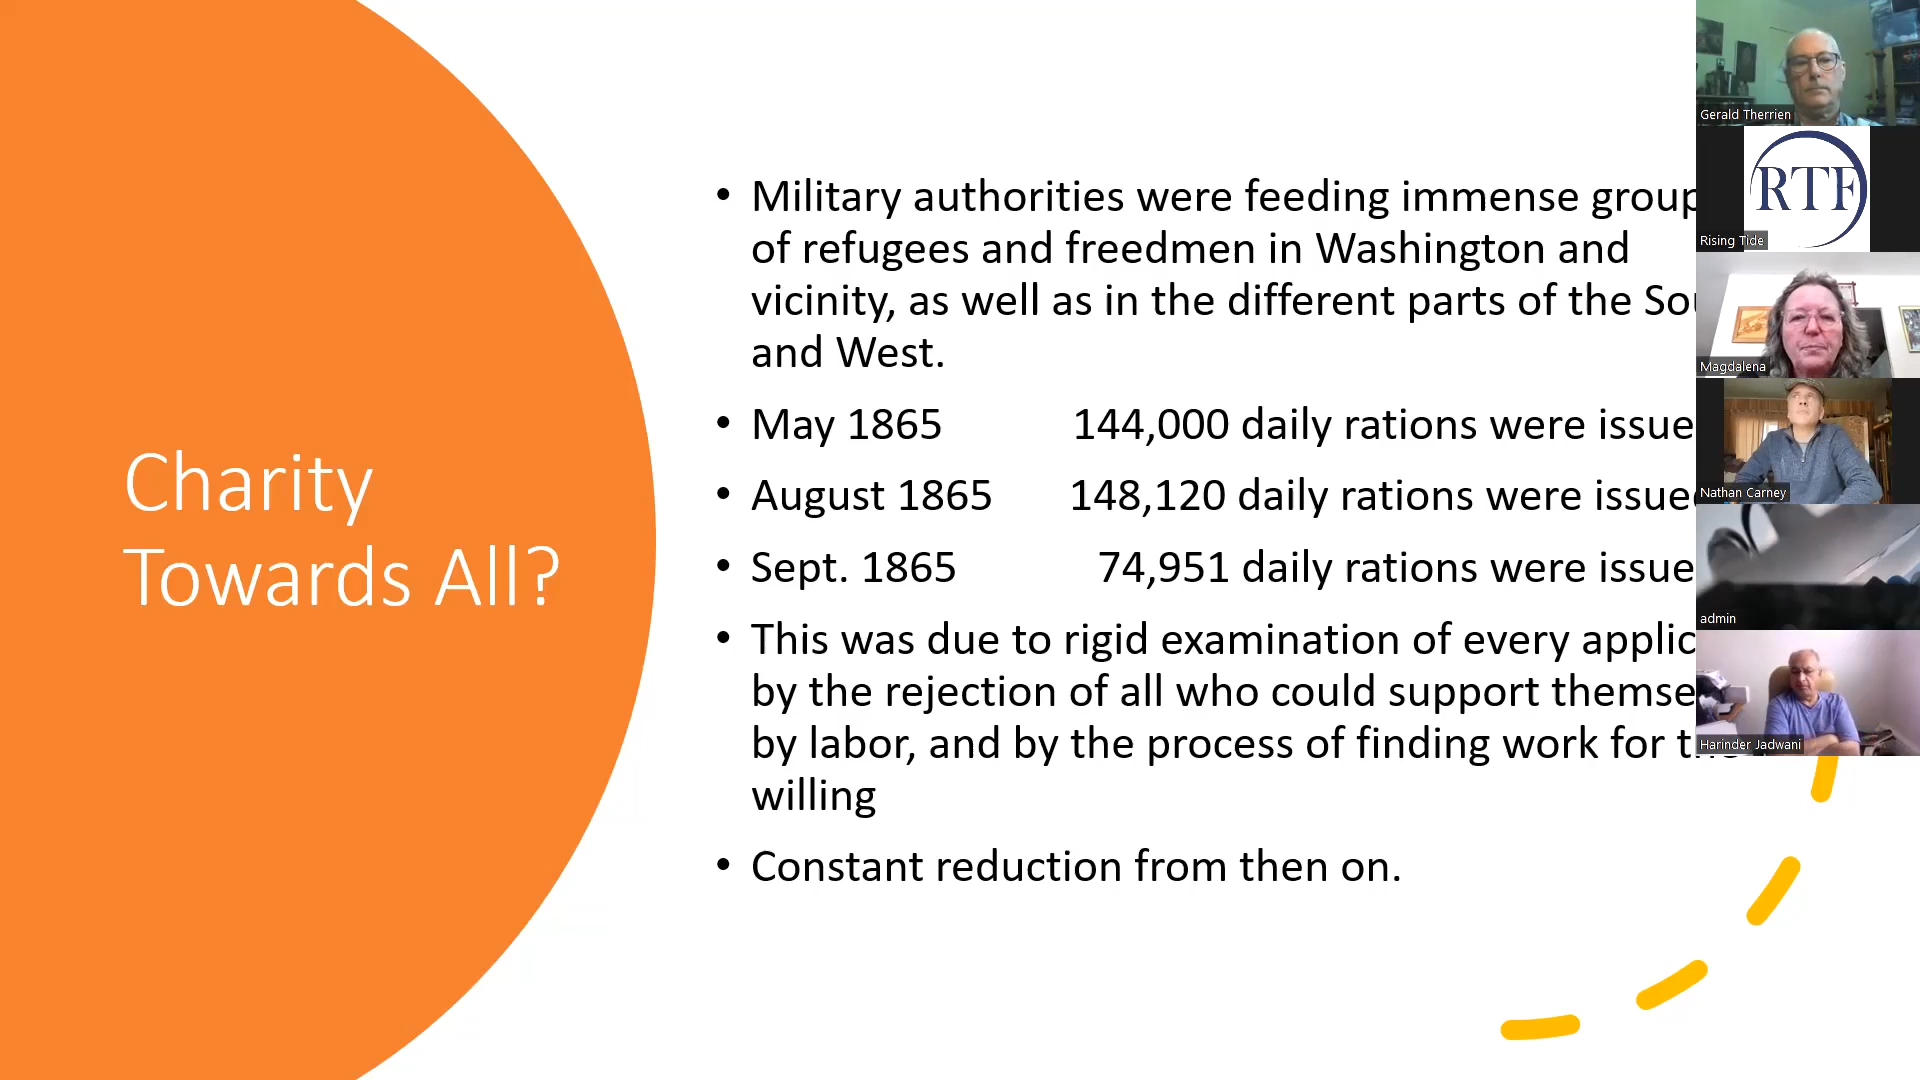 Charity
Towards All?
• Military authorities were feeding immense group
of refugees and freedmen in Washington and
vicinity, as well as in the different parts of the So
and West.
• May 1865 144,000 daily rations were issue
• August 1865 148,120 daily rations were issued
• Sept. 1865 74,951 daily rations were issue
• This was due to rigid examination of every applic
by the rejection of all who could support themse
by labor, and by the process of finding work for the
willing
• Constant reduction from then on.
Gerald Therrien
RTF
Rising Tide
Magdalena
Nathan Carney
admin
Harinder Jadwani